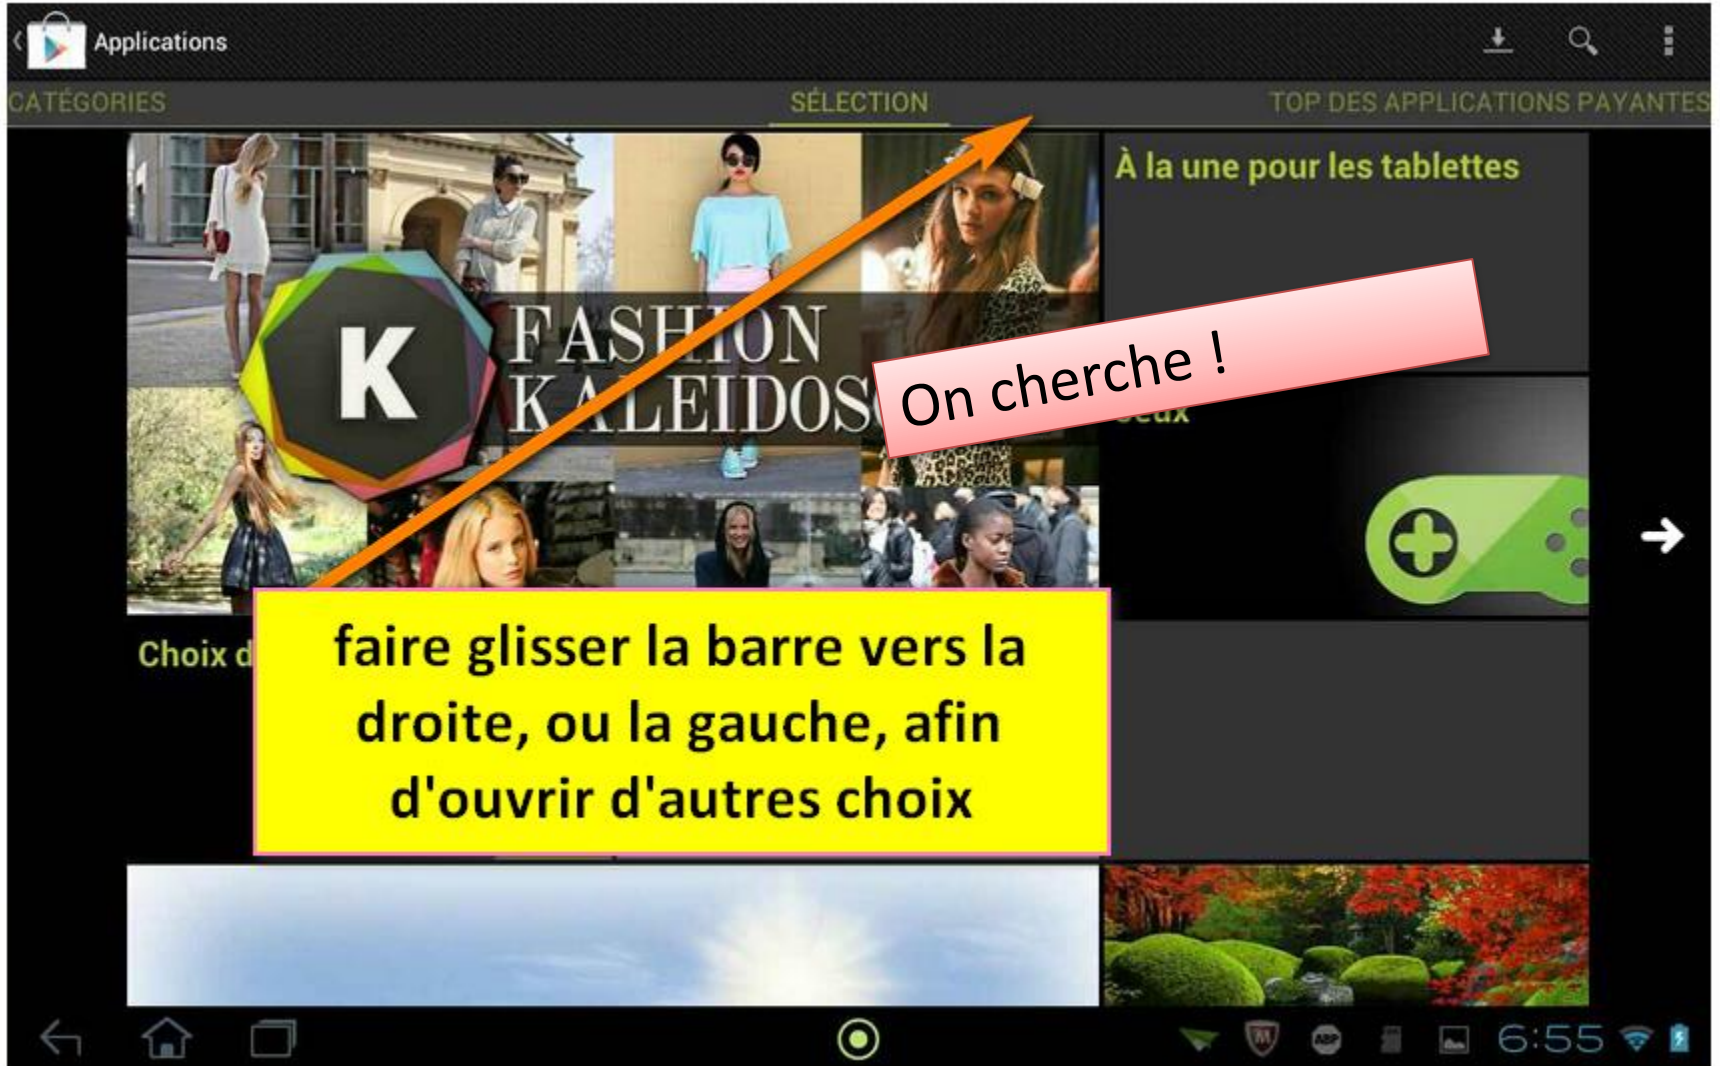 Applications
CATÉGORIES
SÉLECTION
TOP DES APPLICATIONS PAYANTES
À la une pour les tablettes
K
FASHION
On cherche !
Choix
faire glisser la barre vers la
droite, ou la gauche, afin
d'ouvrir d'autres choix
M
ABP
6:55